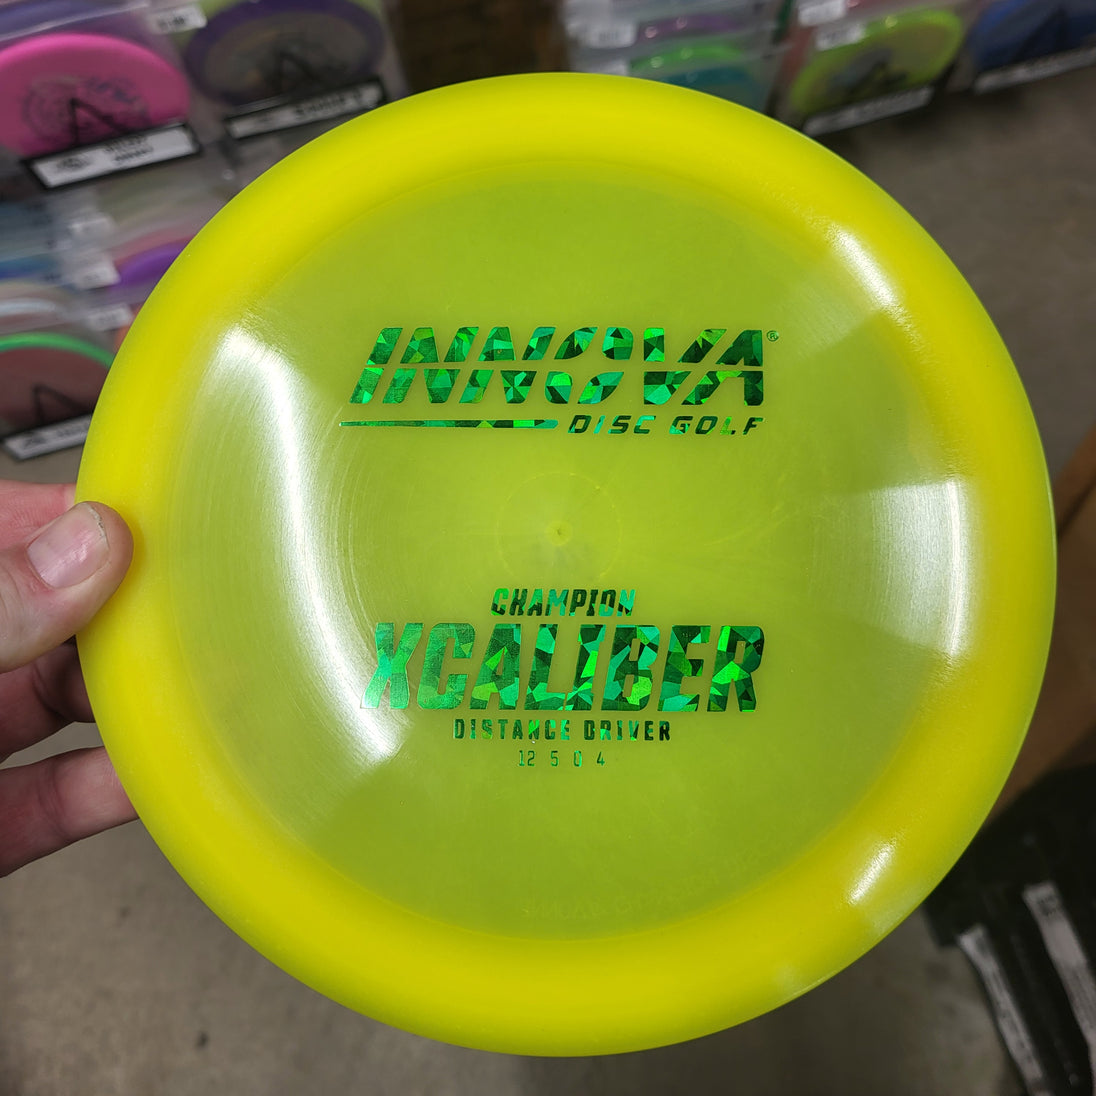 INNOVA®
DISC GOLF
CHAMPION
XCALIBER
DISTANCE DRIVER
12 5 0 4